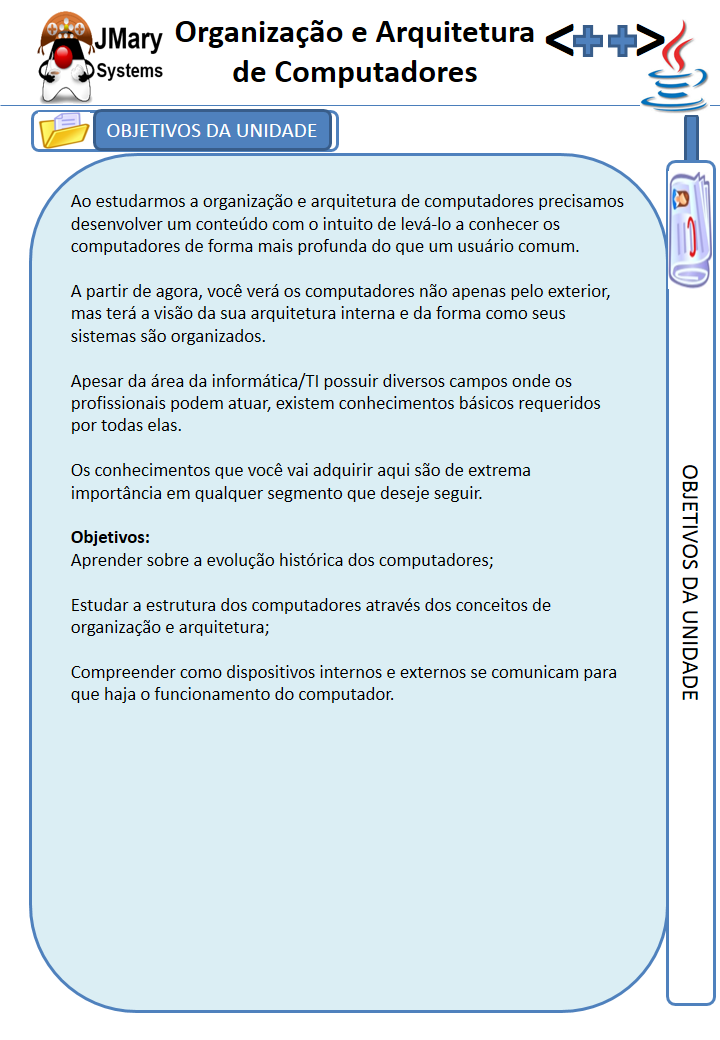 JMary
Systems
Organização e Arquitetura
de Computadores
<++>
OBJETIVOS DA UNIDADE
Ao estudarmos a organização e arquitetura de computadores precisamos
desenvolver um conteúdo com o intuito de levá-lo a conhecer os
computadores de forma mais profunda do que um usuário comum.
A partir de agora, você verá os computadores não apenas pelo exterior,
mas terá a visão da sua arquitetura interna e da forma como seus
sistemas são organizados.
Apesar da área da informática/TI possuir diversos campos onde os
profissionais podem atuar, existem conhecimentos básicos requeridos
por todas elas.
Os conhecimentos que você vai adquirir aqui são de extrema
importância em qualquer segmento que deseje seguir.
Objetivos:
Aprender sobre a evolução histórica dos computadores;
Estudar a estrutura dos computadores através dos conceitos de
organização e arquitetura;
Compreender como dispositivos internos e externos se comunicam para
que haja o funcionamento do computador.
OBJETIVOS DA UNIDADE